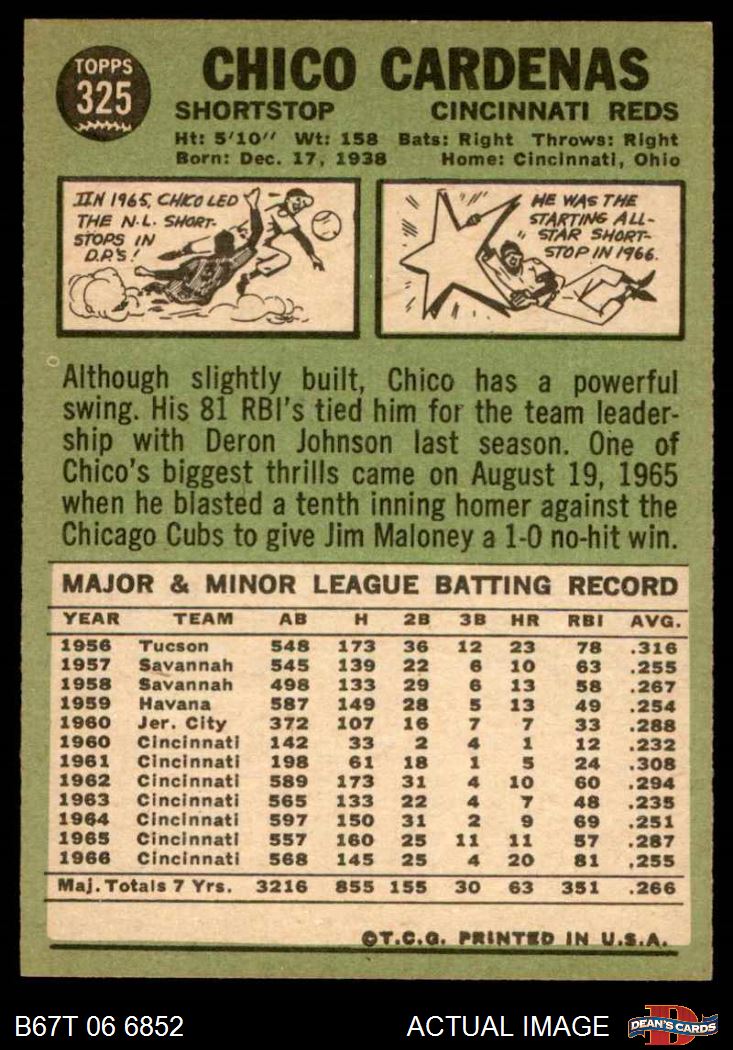 TOPPS
325
CHICO CARDENAS
SHORTSTOP CINCINNATI REDS
Ht: 5'10" Wt: 158 Bats: Right Throws: Right
Born: Dec. 17, 1938 Home: Cincinnati, Ohio
IN 1965, CHICO LED
THE N.L. SHORT-
STOPS IN
D.P.'S!
HE WAS THE
STARTING ALL-
STAR SHORT-
STOP IN 1966.
Although slightly built, Chico has a powerful
swing. His 81 RBI's tied him for the team leader-
ship with Deron Johnson last season. One of
Chico's biggest thrills came on August 19, 1965
when he blasted a tenth inning homer against the
Chicago Cubs to give Jim Maloney a 1-0 no-hit win.
MAJOR & MINOR LEAGUE BATTING RECORD
YEAR TEAM AB H 2B 3B HR RBI AVG.
1956 Tucson 548 173 36 12 23 78 .316
1957 Savannah 545 139 22 6 10 63 .255
1958 Savannah 498 133 29 6 13 58 .267
1959 Havana 587 149 28 5 13 49 .254
1960 Jer. City 372 107 16 7 7 33 .288
1960 Cincinnati 142 33 2 4 1 12 .232
1961 Cincinnati 198 61 18 1 5 24 .308
1962 Cincinnati 589 173 31 4 10 60 .294
1963 Cincinnati 565 133 22 4 7 48 .235
1964 Cincinnati 597 150 31 2 9 69 .251
1965 Cincinnati 557 160 25 11 11 57 .287
1966 Cincinnati 568 145 25 4 20 81 .255
Maj. Totals 7 Yrs. 3216 855 155 30 63 351 .266
©T.C.G. PRINTED IN U.S.A.
B67T 06 6852 ACTUAL IMAGE
D
DEAN'S CARDS